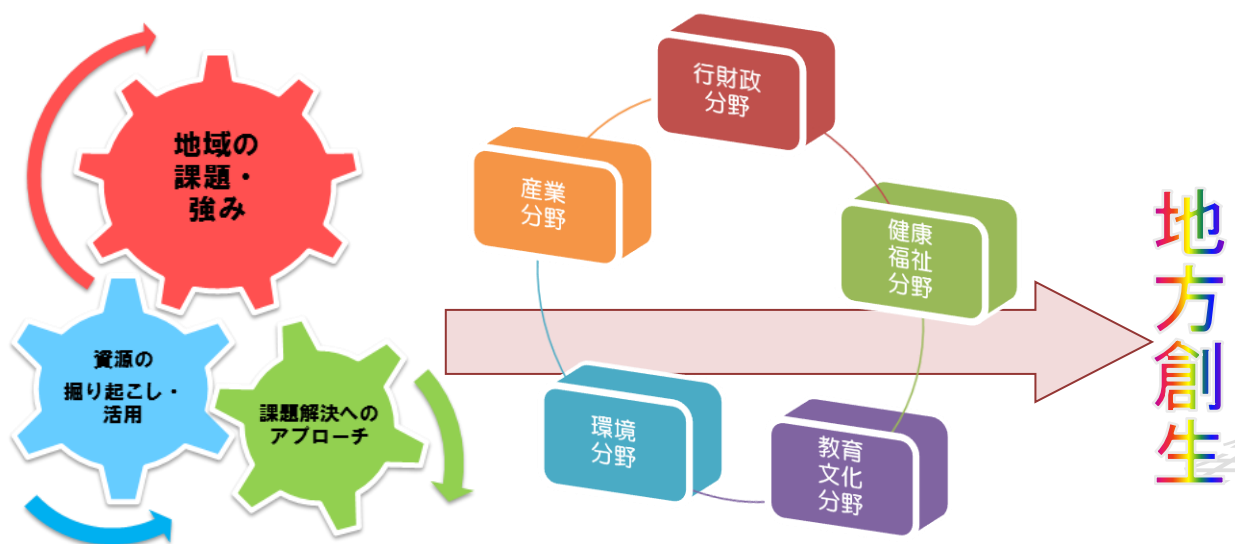 地域の
課題・
強み
資源の
掘り起こし・
活用
課題解決への
アプローチ
行財政
分野
産業
分野
健康
福祉
分野
環境
分野
教育
文化
分野
地方創生